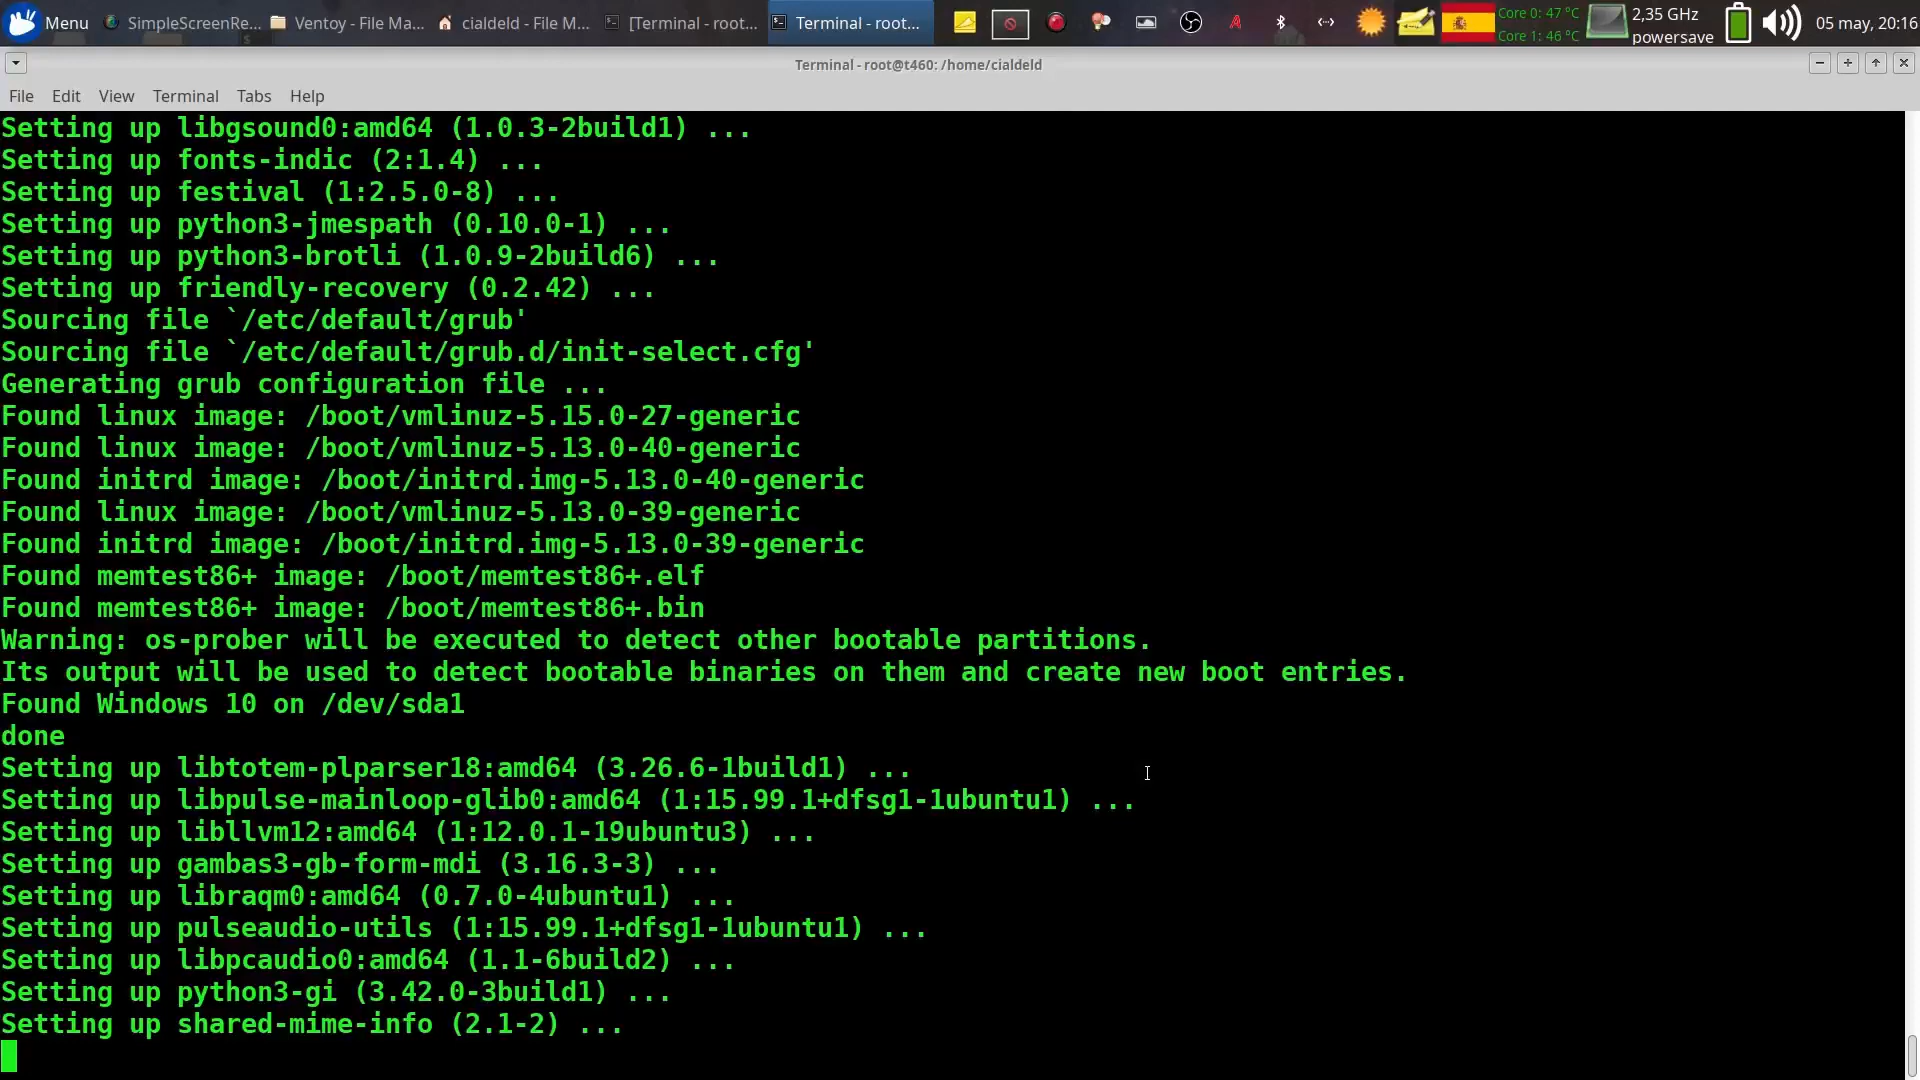 Menu SimpleScreenRe... Ventoy - File Ma... cialdeld - File M... [Terminal - root... Terminal - root... Core 0: 47 °C 2,35 GHz 05 may, 20:16
Core 1: 46 °C powersave
Terminal - root@t460: /home/cialdeld
File Edit View Terminal Tabs Help
Setting up libgsound0:amd64 (1.0.3-2build1) ...
Setting up fonts-indic (2:1.4) ...
Setting up festival (1:2.5.0-8) ...
Setting up python3-jmespath (0.10.0-1) ...
Setting up python3-brotli (1.0.9-2build6) ...
Setting up friendly-recovery (0.2.42) ...
Sourcing file `/etc/default/grub'
Sourcing file `/etc/default/grub.d/init-select.cfg'
Generating grub configuration file ...
Found linux image: /boot/vmlinuz-5.15.0-27-generic
Found linux image: /boot/vmlinuz-5.13.0-40-generic
Found initrd image: /boot/initrd.img-5.13.0-40-generic
Found linux image: /boot/vmlinuz-5.13.0-39-generic
Found initrd image: /boot/initrd.img-5.13.0-39-generic
Found memtest86+ image: /boot/memtest86+.elf
Found memtest86+ image: /boot/memtest86+.bin
Warning: os-prober will be executed to detect other bootable partitions.
Its output will be used to detect bootable binaries on them and create new boot entries.
Found Windows 10 on /dev/sda1
done
Setting up libtotem-plparser18:amd64 (3.26.6-1build1) ...
Setting up libpulse-mainloop-glib0:amd64 (1:15.99.1+dfsg1-1ubuntu1) ...
Setting up libllvm12:amd64 (1:12.0.1-19ubuntu3) ...
Setting up gambas3-gb-form-mdi (3.16.3-3) ...
Setting up libraqm0:amd64 (0.7.0-4ubuntu1) ...
Setting up pulseaudio-utils (1:15.99.1+dfsg1-1ubuntu1) ...
Setting up libpcaudio0:amd64 (1.1-6build2) ...
Setting up python3-gi (3.42.0-3build1) ...
Setting up shared-mime-info (2.1-2) ...